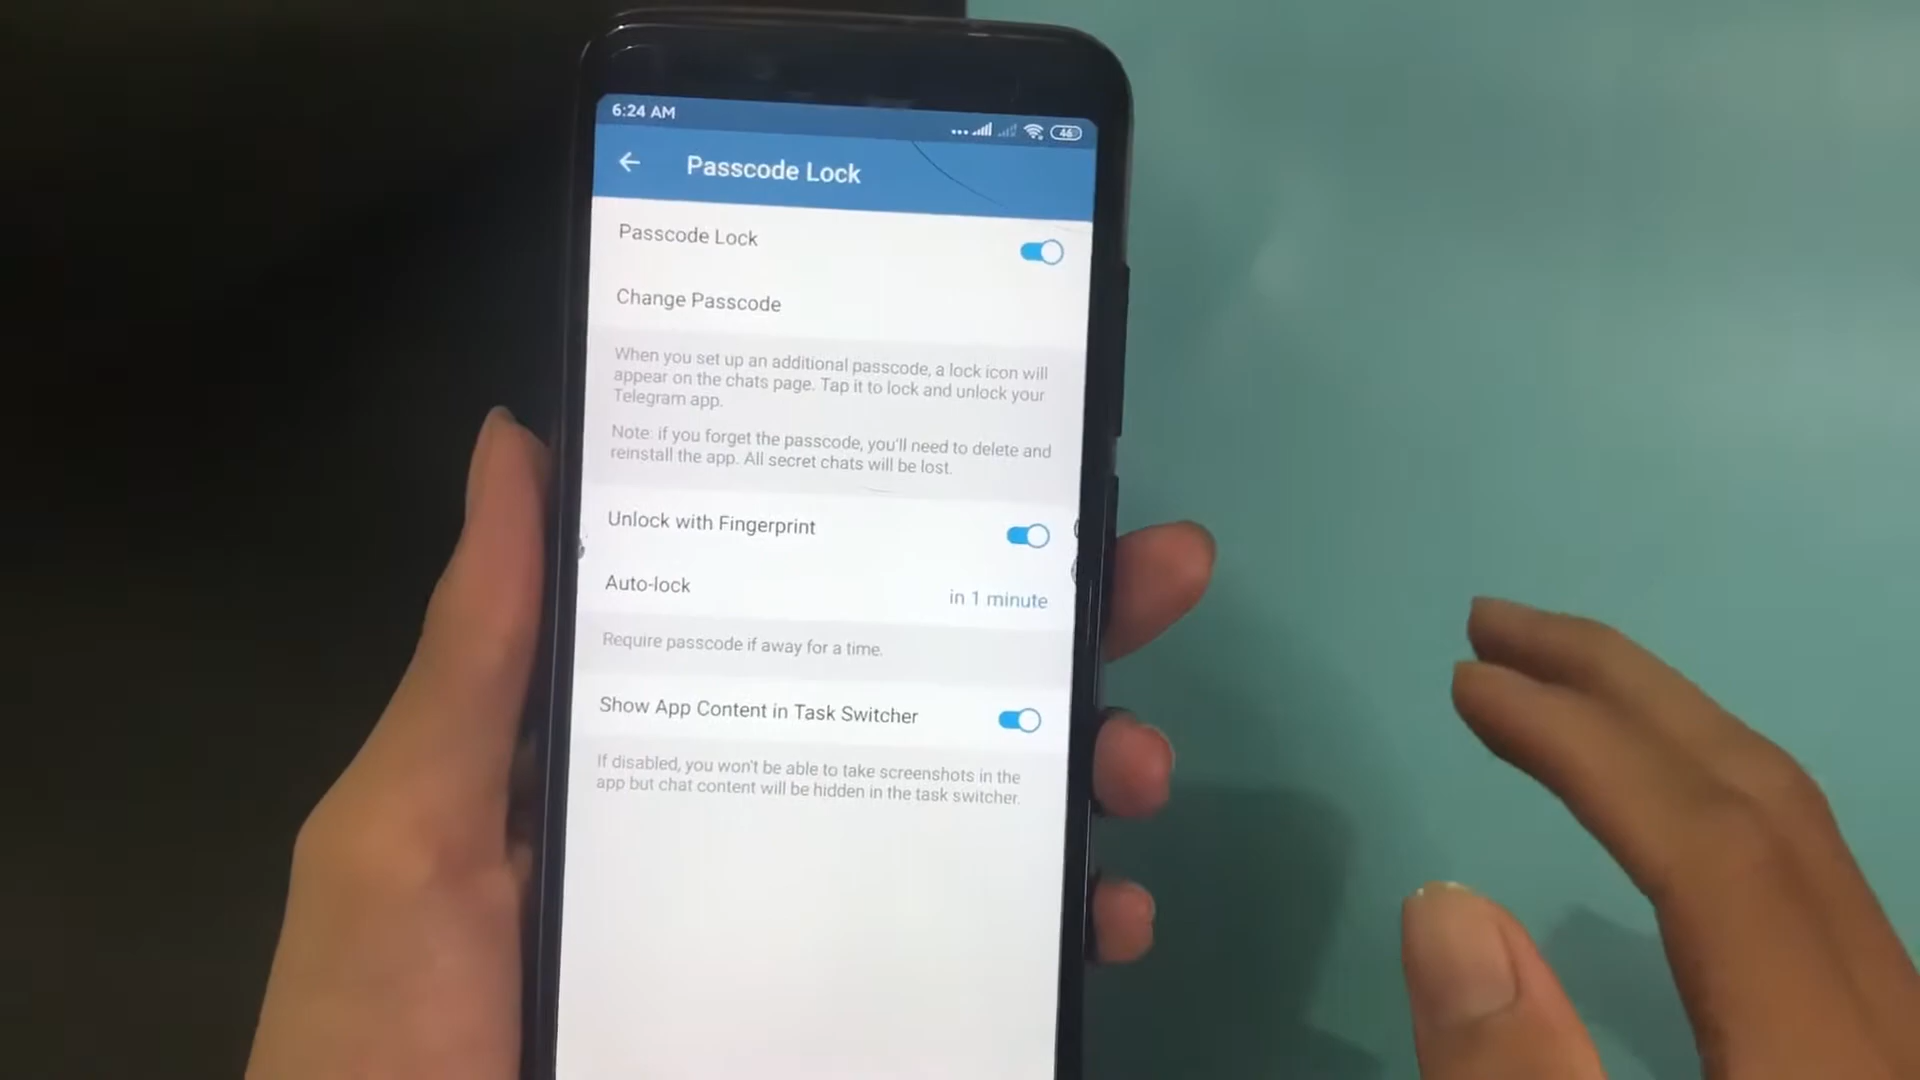 6:24 AM
46
Passcode Lock
Passcode Lock
Change Passcode
When you set up an additional passcode, a lock icon will
appear on the chats page. Tap it to lock and unlock your
Telegram app.
Note: if you forget the passcode, you'll need to delete and
reinstall the app. All secret chats will be lost.
Unlock with Fingerprint
Auto-lock in 1 minute
Require passcode if away for a time.
Show App Content in Task Switcher
If disabled, you won't be able to take screenshots in the
app but chat content will be hidden in the task switcher.